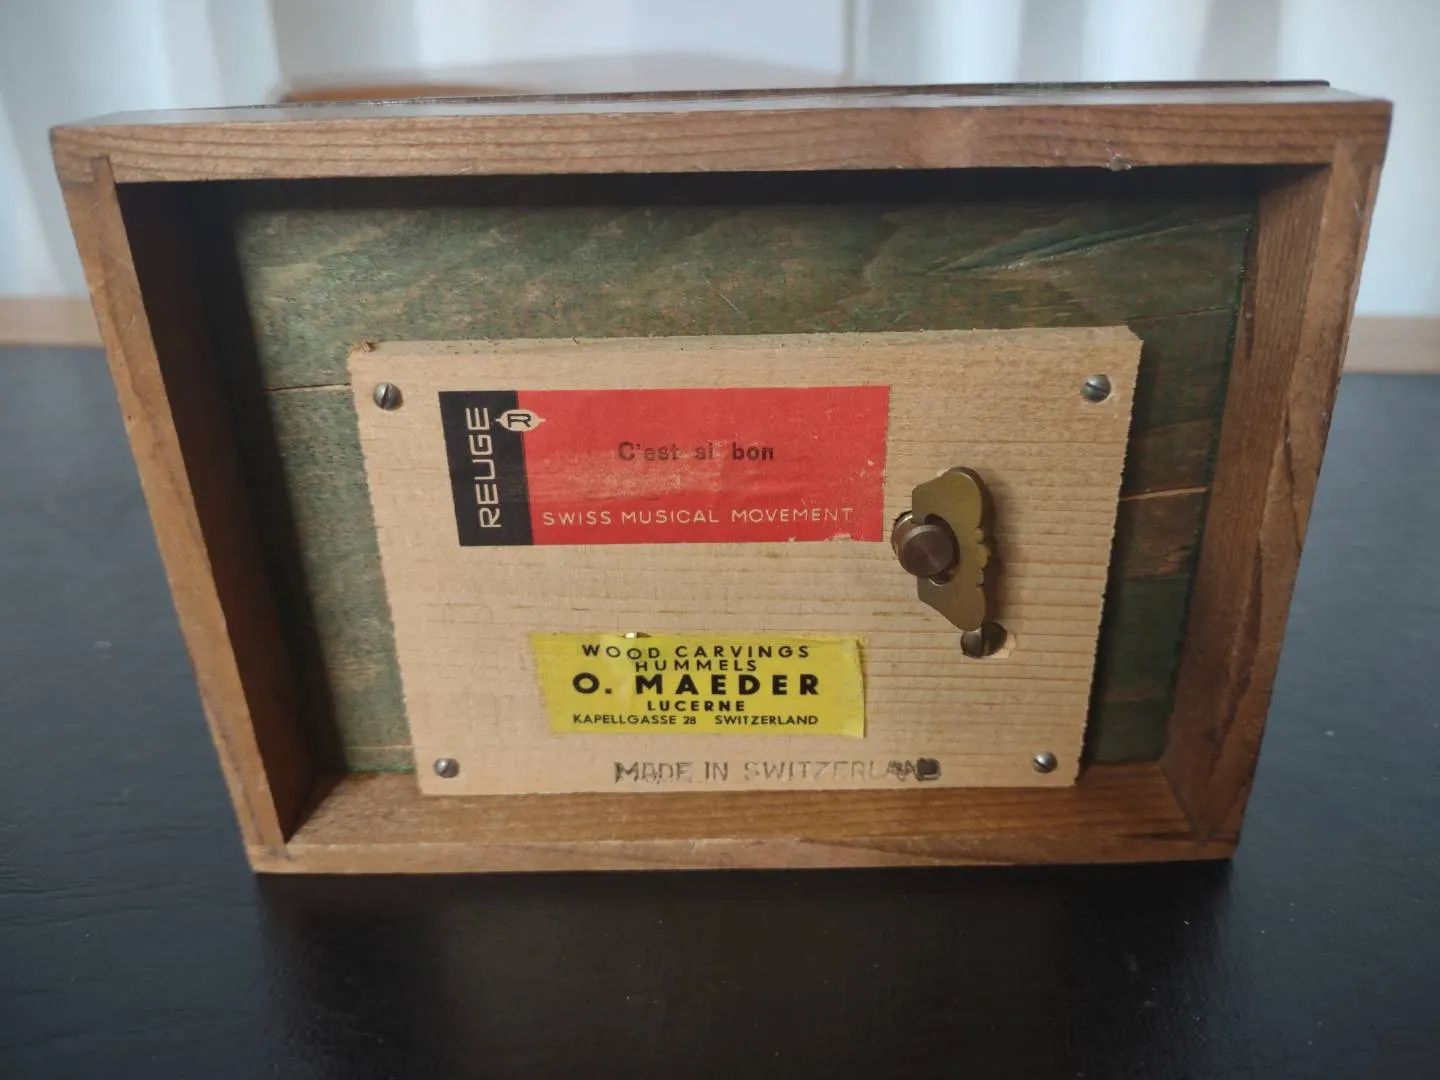 REUGE
R
C'est si bon
SWISS MUSICAL MOVEMENT
WOOD CARVINGS
HUMMELS
O. MAEDER
LUCERNE
KAPELLGASSE 28 SWITZERLAND
MADE IN SWITZERLAND